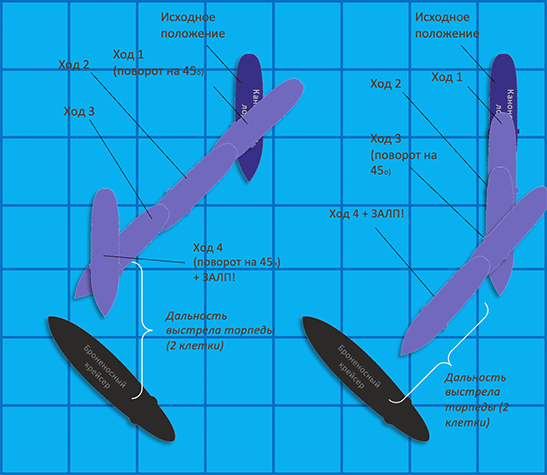 Исходное
положение
Ход 1
(поворот на 45о)
Ход 2
Ход 3
Ход 4
(поворот на 45о)
+ ЗАЛП!
Дальность
выстрела торпеды
(2 клетки)
Броненосный
крейсер
Исходное
положение
Ход 1
Ход 2
Ход 3
(поворот на
45о)
Ход 4 + ЗАЛП!
Дальность
выстрела
торпеды (2
клетки)
Броненосный
крейсер